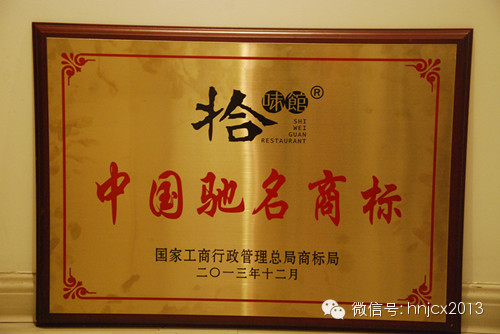 拾味館®
SHI
WEI
GUAN
RESTAURANT
中国驰名商标
国家工商行政管理总局商标局
二〇一三年十二月
微信号: hnjcx2013